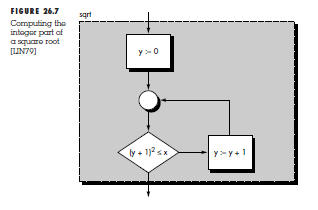 FIGURE 26.7
Computing the
integer part of
a square root
[LIN79]
sqrt
y := 0
(y + 1)² ≤ x
y := y + 1